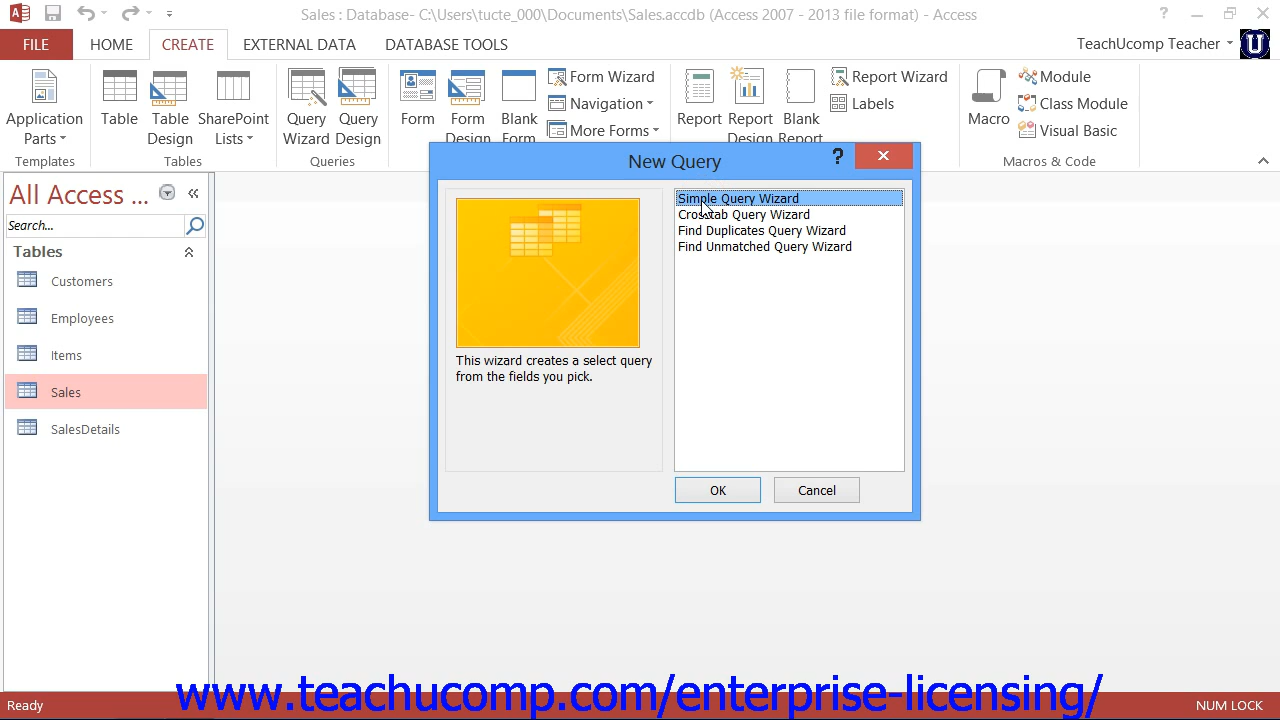 Sales : Database- C:\Users\tucte_000\Documents\Sales.accdb (Access 2007 - 2013 file format) - Access
?
FILE HOME CREATE EXTERNAL DATA DATABASE TOOLS TeachUcomp Teacher U
Application Parts
Table
Table Design
SharePoint Lists
Query Wizard
Query Design
Form
Form Design
Blank Form
Form Wizard
Navigation
More Forms
Report
Report Design
Blank Report
Report Wizard
Labels
Macro
Module
Class Module
Visual Basic
Templates Tables Queries Macros & Code
All Access ...
Search...
Tables
Customers
Employees
Items
Sales
SalesDetails
New Query
?
Simple Query Wizard
Crosstab Query Wizard
Find Duplicates Query Wizard
Find Unmatched Query Wizard
This wizard creates a select query
from the fields you pick.
OK Cancel
www.teachucomp.com/enterprise-licensing/
Ready NUM LOCK